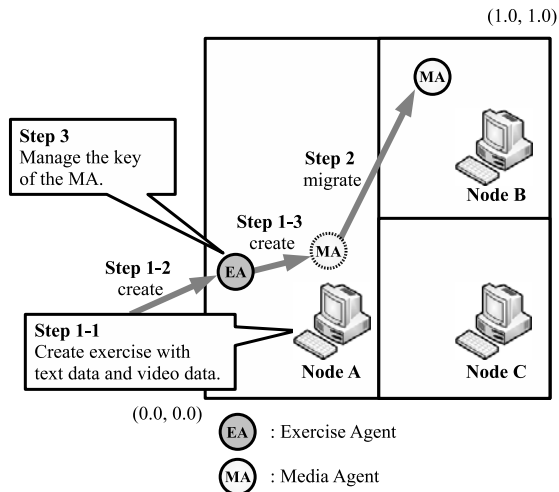 (1.0, 1.0)
MA
Step 3
Manage the key
of the MA.
Step 2
migrate
Node B
Step 1-3
create
MA
Step 1-2
create
EA
Step 1-1
Create exercise with
text data and video data.
Node A
Node C
(0.0, 0.0)
EA : Exercise Agent
MA : Media Agent